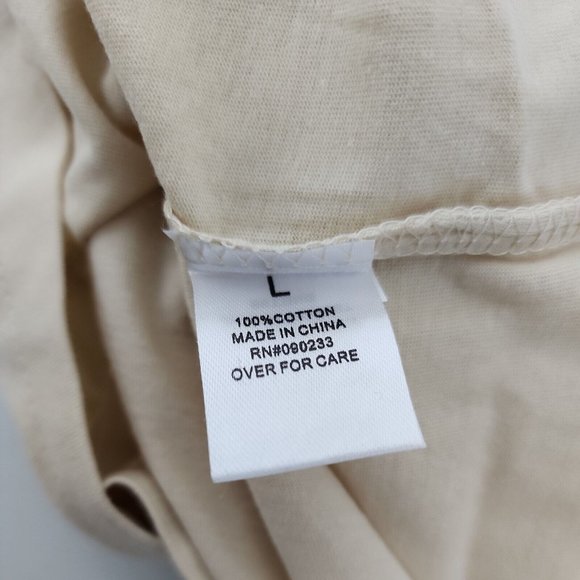 L
100%COTTON
MADE IN CHINA
RN#090233
OVER FOR CARE